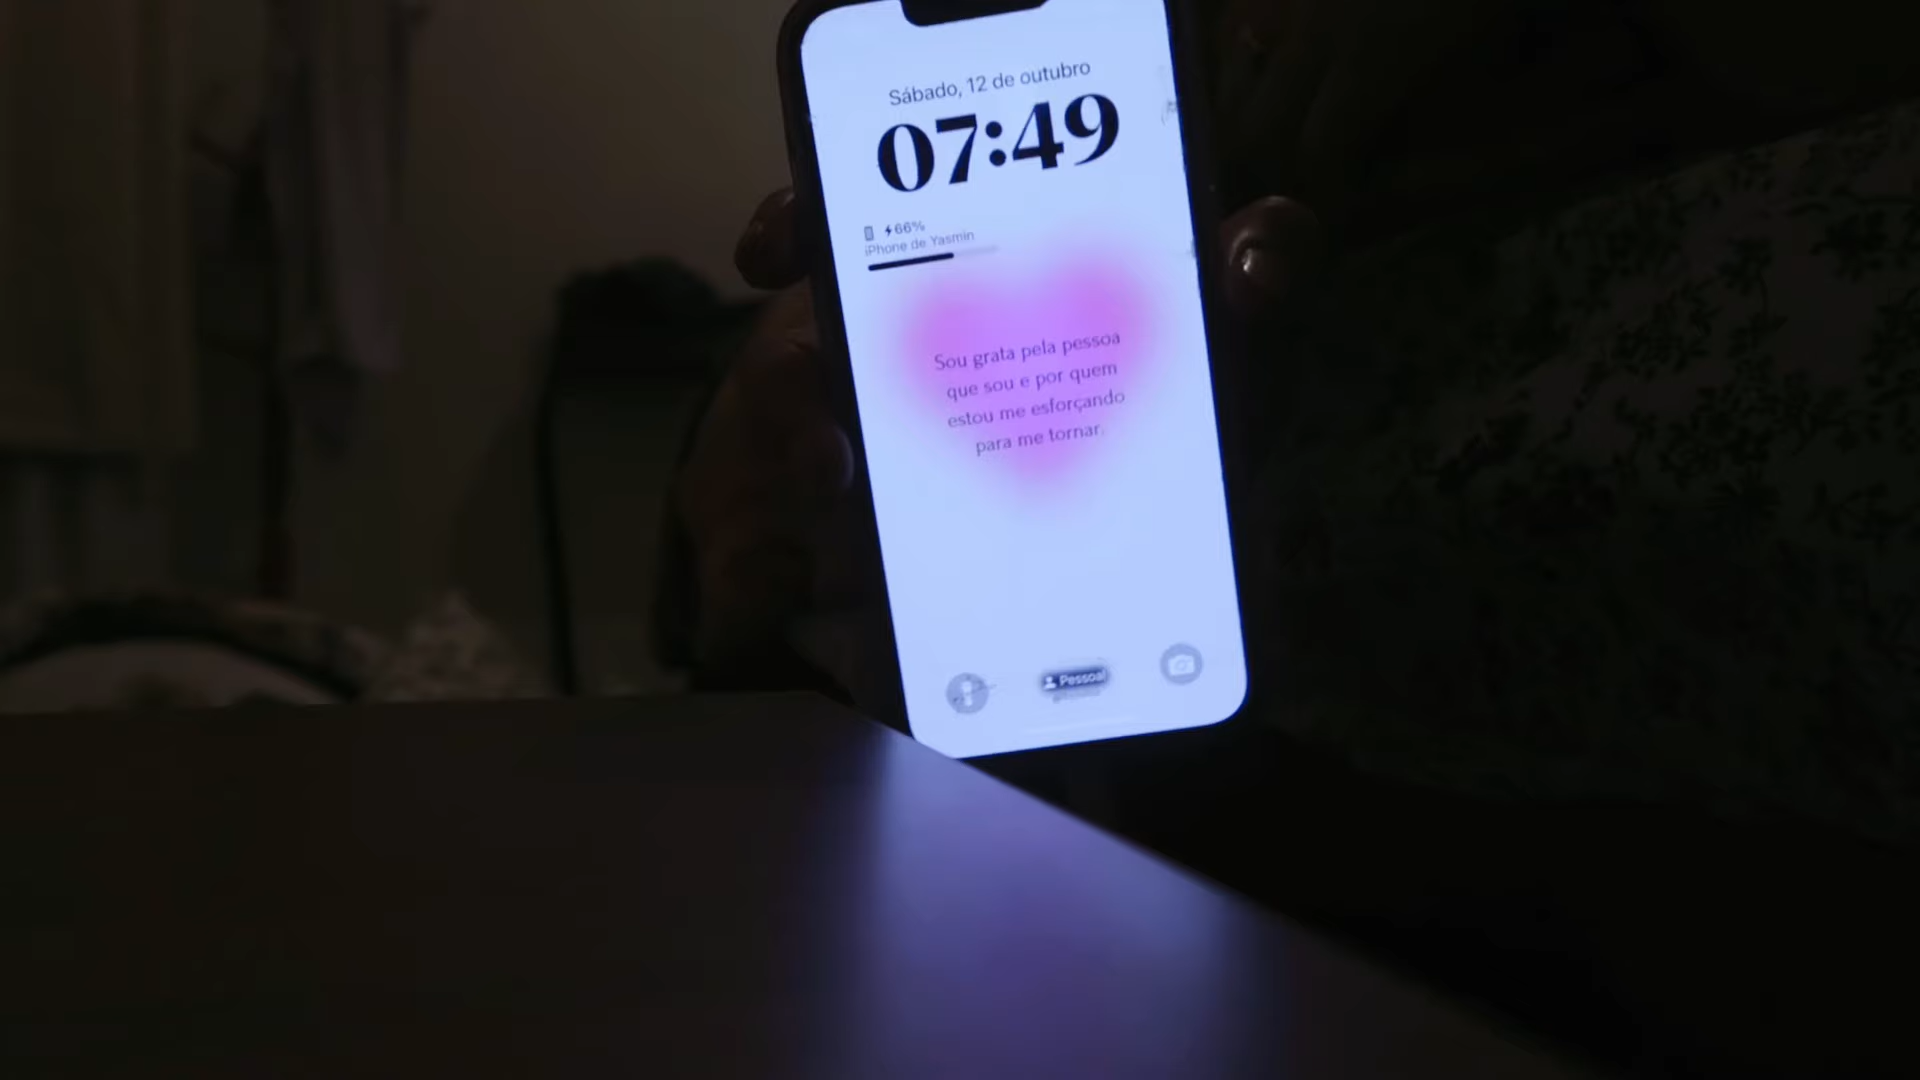 Sábado, 12 de outubro
07:49
66%
iPhone de Yasmin
Sou grata pela pessoa
que sou e por quem
estou me esforçando
para me tornar.
Pessoal